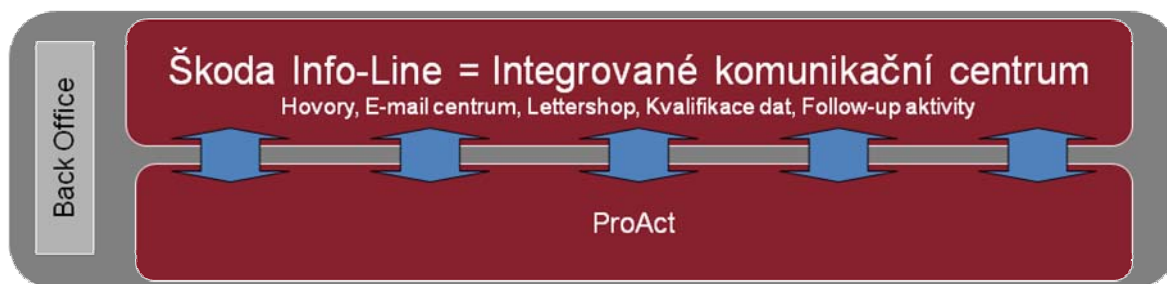 Back Office
Škoda Info-Line = Integrované komunikační centrum
Hovory, E-mail centrum, Lettershop, Kvalifikace dat, Follow-up aktivity
ProAct